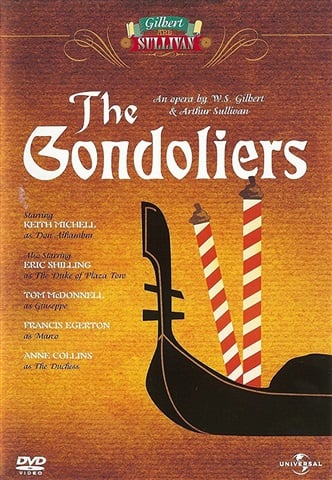 Gilbert
AND
SULLIVAN
The
An opera by W.S. Gilbert
& Arthur Sullivan
Gondoliers
Starring
KEITH MICHELL
as Don Alhambra
Also Starring
ERIC SHILLING
as The Duke of Plaza Toro
TOM McDONNELL
as Giuseppe
FRANCIS EGERTON
as Marco
ANNE COLLINS
as The Duchess
DVD
VIDEO
UNIVERSAL